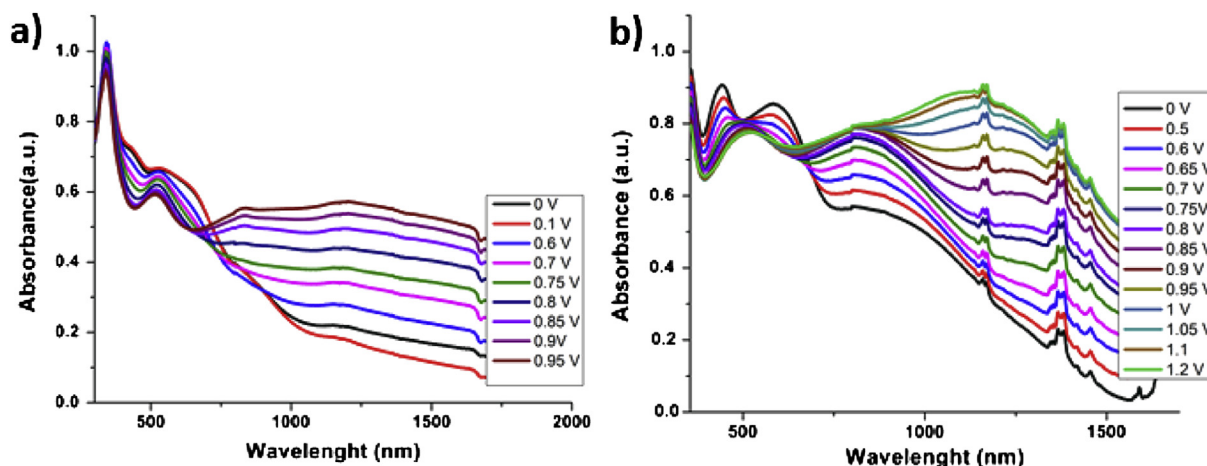 a)
Absorbance(a.u.)
1.0
0.8
0.6
0.4
0.2
0.0
500
1000
1500
2000
Wavelenght (nm)
0 V
0.1 V
0.6 V
0.7 V
0.75 V
0.8 V
0.85 V
0.9V
0.95 V
b)
Absorbance (a.u.)
1.0
0.8
0.6
0.4
0.2
0.0
500
1000
1500
Wavelenght (nm)
0 V
0.5
0.6 V
0.65 V
0.7 V
0.75V
0.8 V
0.85 V
0.9 V
0.95 V
1 V
1.05 V
1.1
1.2 V